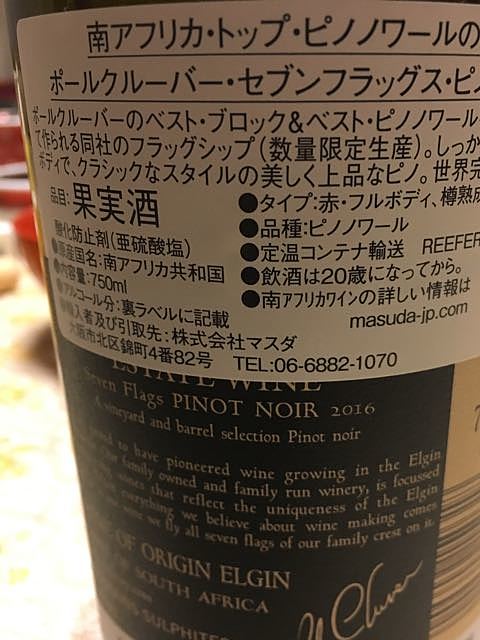 南アフリカ・トップ・ピノノワールの
ポールクルーバー・セブンフラッグス・ピノ
ポールクルーバーのベスト・ブロック&ベスト・ピノノワール
て作られる同社のフラッグシップ(数量限定生産)。しっか
ボディで、クラシックなスタイルの美しく上品なピノ。世界完
品目:果実酒
酸化防止剤(亜硫酸塩)
●原産国名:南アフリカ共和国
●内容量:750ml
●アルコール分:裏ラベルに記載
●輸入者及び引取先:株式会社マスダ
大阪市北区錦町4番82号 TEL:06-6882-1070
●タイプ:赤・フルボディ、樽熟成
●品種:ピノノワール
●定温コンテナ輸送 REEFER
●飲酒は20歳になってから。
●南アフリカワインの詳しい情報は
masuda-jp.com
ESTATE WINE
Seven Flags PINOT NOIR 2016
A vineyard and barrel selection Pinot noir
to have pioneered wine growing in the Elgin
Our family owned and family run winery, is focussed
wines that reflect the uniqueness of the Elgin
everything we believe about wine making comes
wine we fly all seven flags of our family crest on it.
OF ORIGIN ELGIN
OF SOUTH AFRICA
SULPHITES